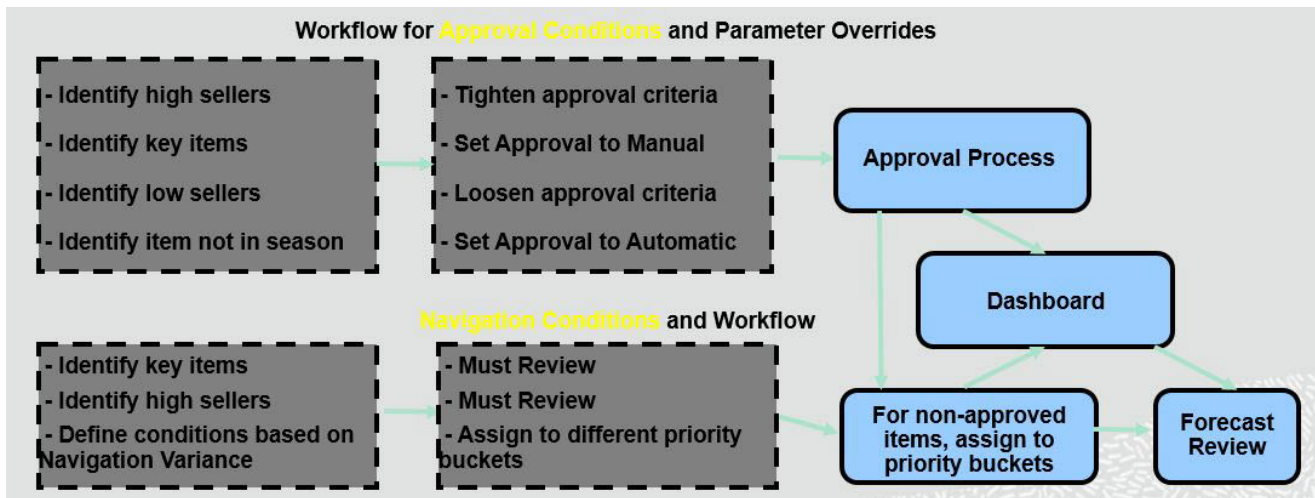 Workflow for Approval Conditions and Parameter Overrides
- Identify high sellers
- Identify key items
- Identify low sellers
- Identify item not in season
- Tighten approval criteria
- Set Approval to Manual
- Loosen approval criteria
- Set Approval to Automatic
Approval Process
Dashboard
Navigation Conditions and Workflow
- Identify key items
- Identify high sellers
- Define conditions based on
Navigation Variance
- Must Review
- Must Review
- Assign to different priority
buckets
For non-approved
items, assign to
priority buckets
Forecast
Review